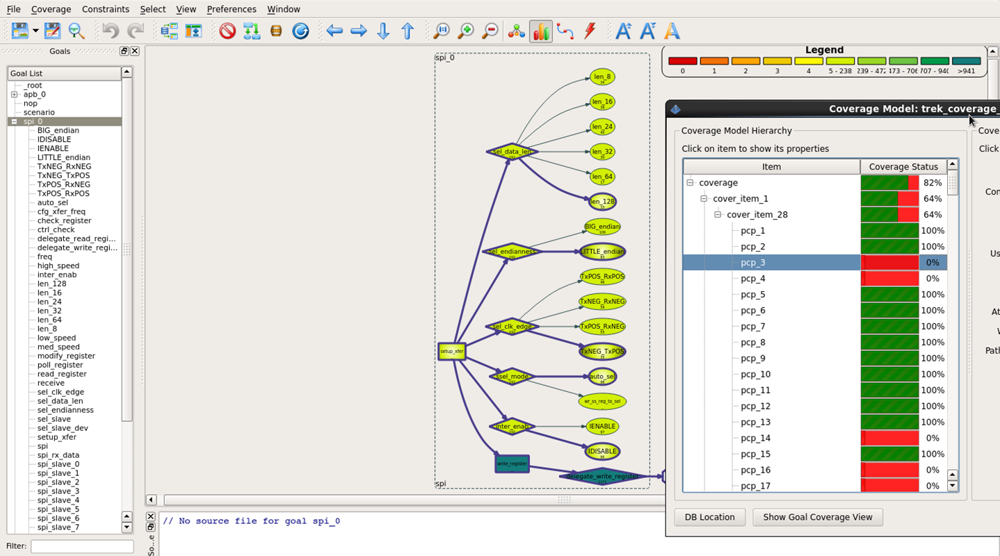 File Coverage Constraints Select View Preferences Window
Goals
Goal List
_root
apb_0
nop
scenario
spi_0
BIG_endian
IDISABLE
IENABLE
LITTLE_endian
TxNEG_RxNEG
TxNEG_TxPOS
TxPOS_RxNEG
TxPOS_RxPOS
auto_sel
cfg_xfer_freq
check_register
ctrl_check
delegate_read_regi...
delegate_write_regi...
freq
high_speed
inter_enab
len_128
len_16
len_24
len_32
len_64
len_8
low_speed
med_speed
modify_register
poll_register
read_register
receive
sel_clk_edge
sel_data_len
sel_endianness
sel_slave
sel_slave_dev
setup_xfer
spi
spi_rx_data
spi_slave_0
spi_slave_1
spi_slave_2
spi_slave_3
spi_slave_4
spi_slave_5
spi_slave_6
spi_slave_7
Filter:
spi_0
len_8
len_16
len_24
sel_data_len
len_32
len_64
len_128
BIG_endian
sel_endianness
LITTLE_endian
TxPOS_RxPOS
TxNEG_RxNEG
sel_clk_edge
TxPOS_RxNEG
setup_xfer
TxNEG_TxPOS
ssel_mode
auto_sel
wr_ss_reg_to_sel
inter_enab
IENABLE
IDISABLE
write_register
delegate_write_register
spi
Legend
0 1 2 3 4 5 - 238 239 - 472 173 - 706 707 - 940 >941
Coverage Model: trek_coverage_
Coverage Model Hierarchy
Click on item to show its properties
Item Coverage Status
coverage 82%
cover_item_1 64%
cover_item_28 64%
pcp_1 100%
pcp_2 100%
pcp_3 0%
pcp_4 0%
pcp_5 100%
pcp_6 100%
pcp_7 100%
pcp_8 100%
pcp_9 100%
pcp_10 100%
pcp_11 100%
pcp_12 100%
pcp_13 100%
pcp_14 0%
pcp_15 100%
pcp_16 0%
pcp_17 0%
DB Location Show Goal Coverage View
Cove
Click
Con
Us
At
W
Path
// No source file for goal spi_0
So...e